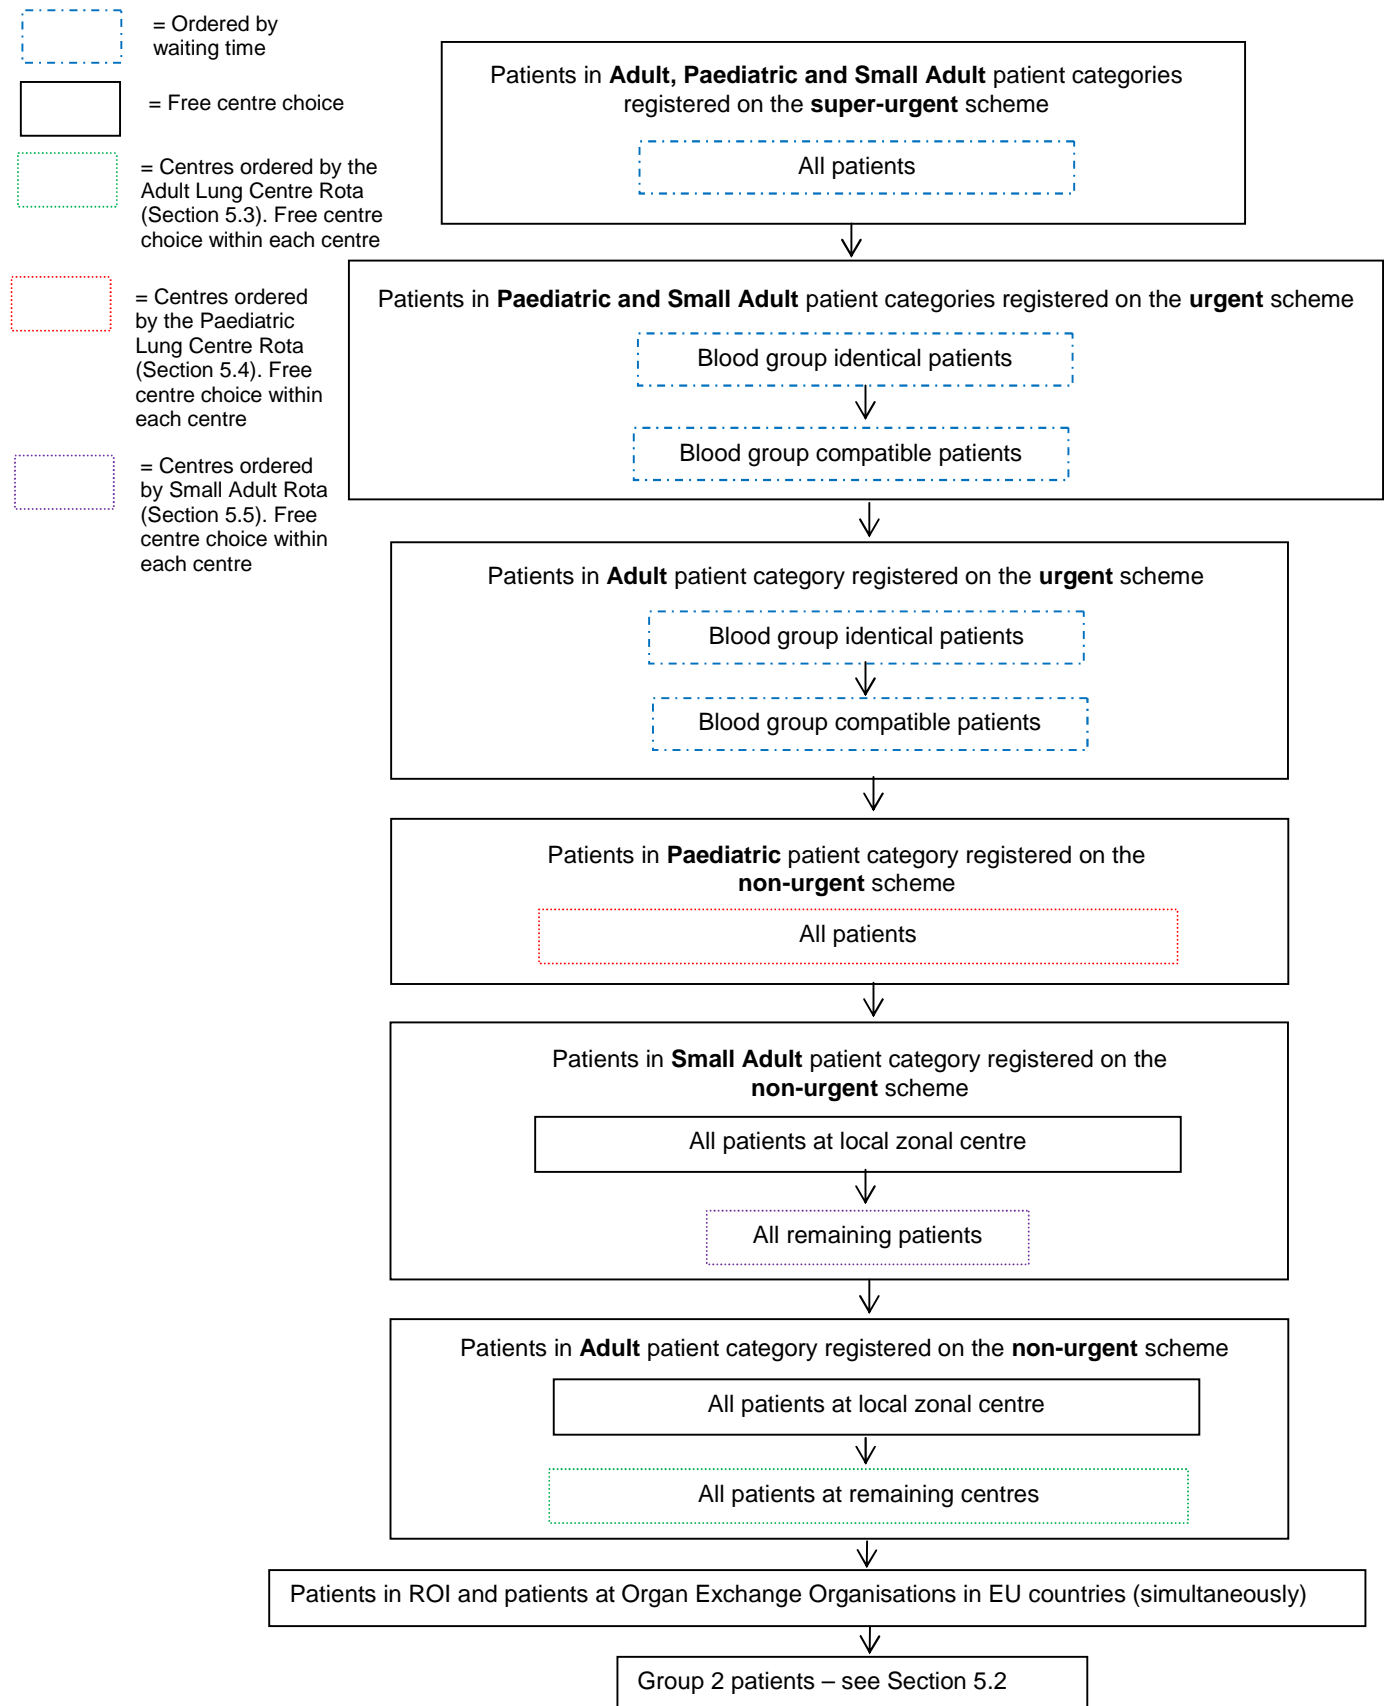 = Ordered by
waiting time
= Free centre choice
= Centres ordered by the
Adult Lung Centre Rota
(Section 5.3). Free centre
choice within each centre
= Centres ordered
by the Paediatric
Lung Centre Rota
(Section 5.4). Free
centre choice within
each centre
= Centres ordered
by Small Adult Rota
(Section 5.5). Free
centre choice within
each centre
Patients in Adult, Paediatric and Small Adult patient categories
registered on the super-urgent scheme
All patients
Patients in Paediatric and Small Adult patient categories registered on the urgent scheme
Blood group identical patients
Blood group compatible patients
Patients in Adult patient category registered on the urgent scheme
Blood group identical patients
Blood group compatible patients
Patients in Paediatric patient category registered on the
non-urgent scheme
All patients
Patients in Small Adult patient category registered on the
non-urgent scheme
All patients at local zonal centre
All remaining patients
Patients in Adult patient category registered on the non-urgent scheme
All patients at local zonal centre
All patients at remaining centres
Patients in ROI and patients at Organ Exchange Organisations in EU countries (simultaneously)
Group 2 patients – see Section 5.2